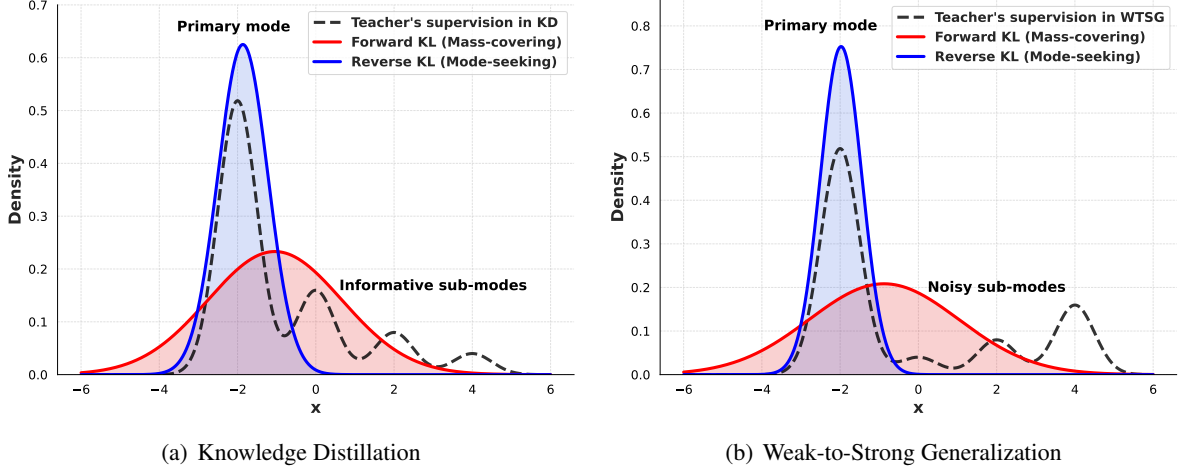 Primary mode
Teacher's supervision in KD
Forward KL (Mass-covering)
Reverse KL (Mode-seeking)
Informative sub-modes
0.7
0.6
0.5
0.4
0.3
0.2
0.1
0.0
Density
−6
−4
−2
0
2
4
6
x
(a) Knowledge Distillation
Primary mode
Teacher's supervision in WTSG
Forward KL (Mass-covering)
Reverse KL (Mode-seeking)
Noisy sub-modes
0.8
0.7
0.6
0.5
0.4
0.3
0.2
0.1
0.0
Density
−6
−4
−2
0
2
4
6
x
(b) Weak-to-Strong Generalization